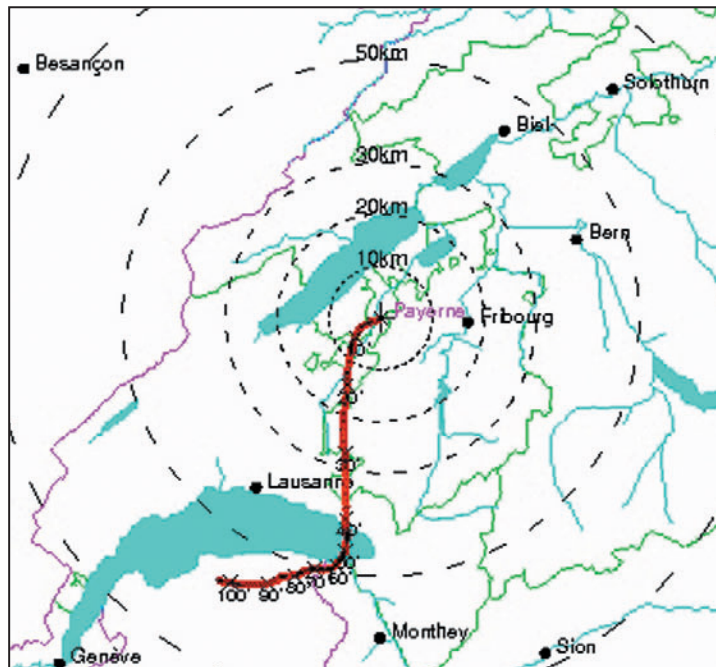 50km
Besançon
Solothurn
Biel
30km
20km
Bern
10km
Payerne
Fribourg
10'
20'
30'
Lausanne
40'
60'
70'
80'
90'
100'
Monthey
Sion
Genève